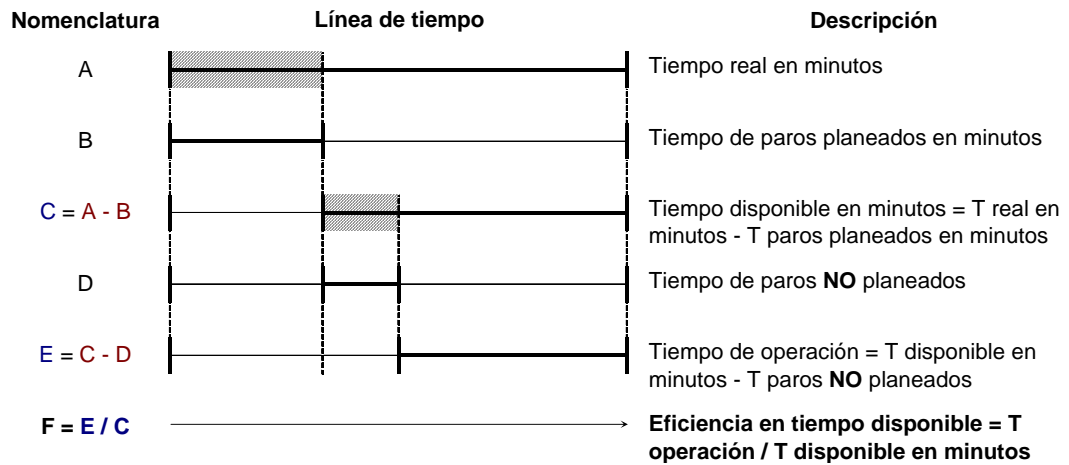 Nomenclatura Línea de tiempo Descripción
A Tiempo real en minutos
B Tiempo de paros planeados en minutos
C = A - B Tiempo disponible en minutos = T real en
minutos - T paros planeados en minutos
D Tiempo de paros NO planeados
E = C - D Tiempo de operación = T disponible en
minutos - T paros NO planeados
F = E / C Eficiencia en tiempo disponible = T
operación / T disponible en minutos